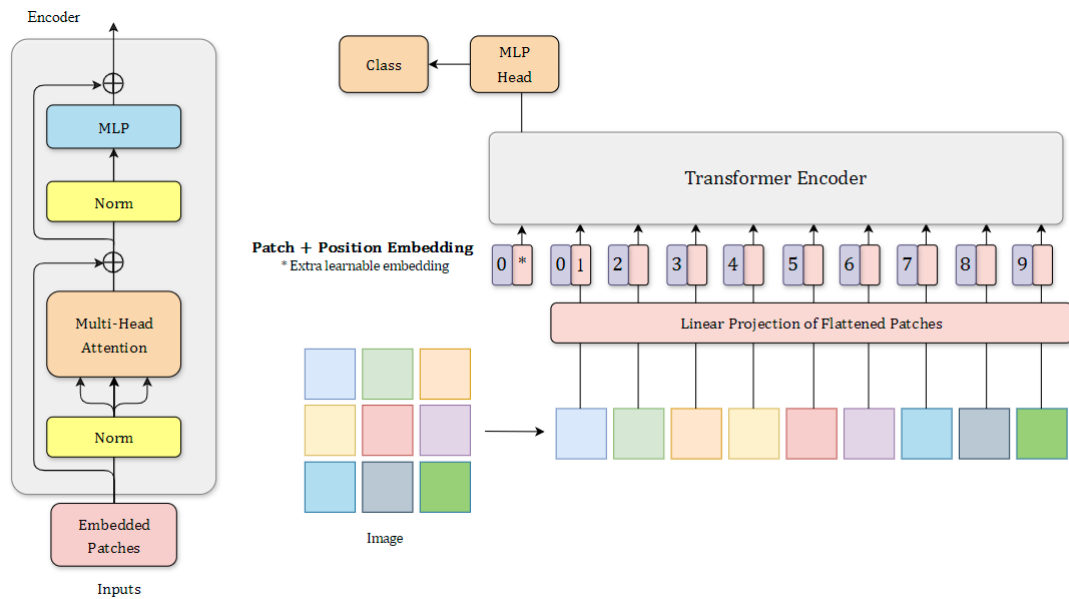 Encoder
MLP
Norm
Multi-Head
Attention
Norm
Embedded
Patches
Inputs
Class
MLP
Head
Transformer Encoder
Patch + Position Embedding
* Extra learnable embedding
0 * 0 1 2 3 4 5 6 7 8 9
Linear Projection of Flattened Patches
Image